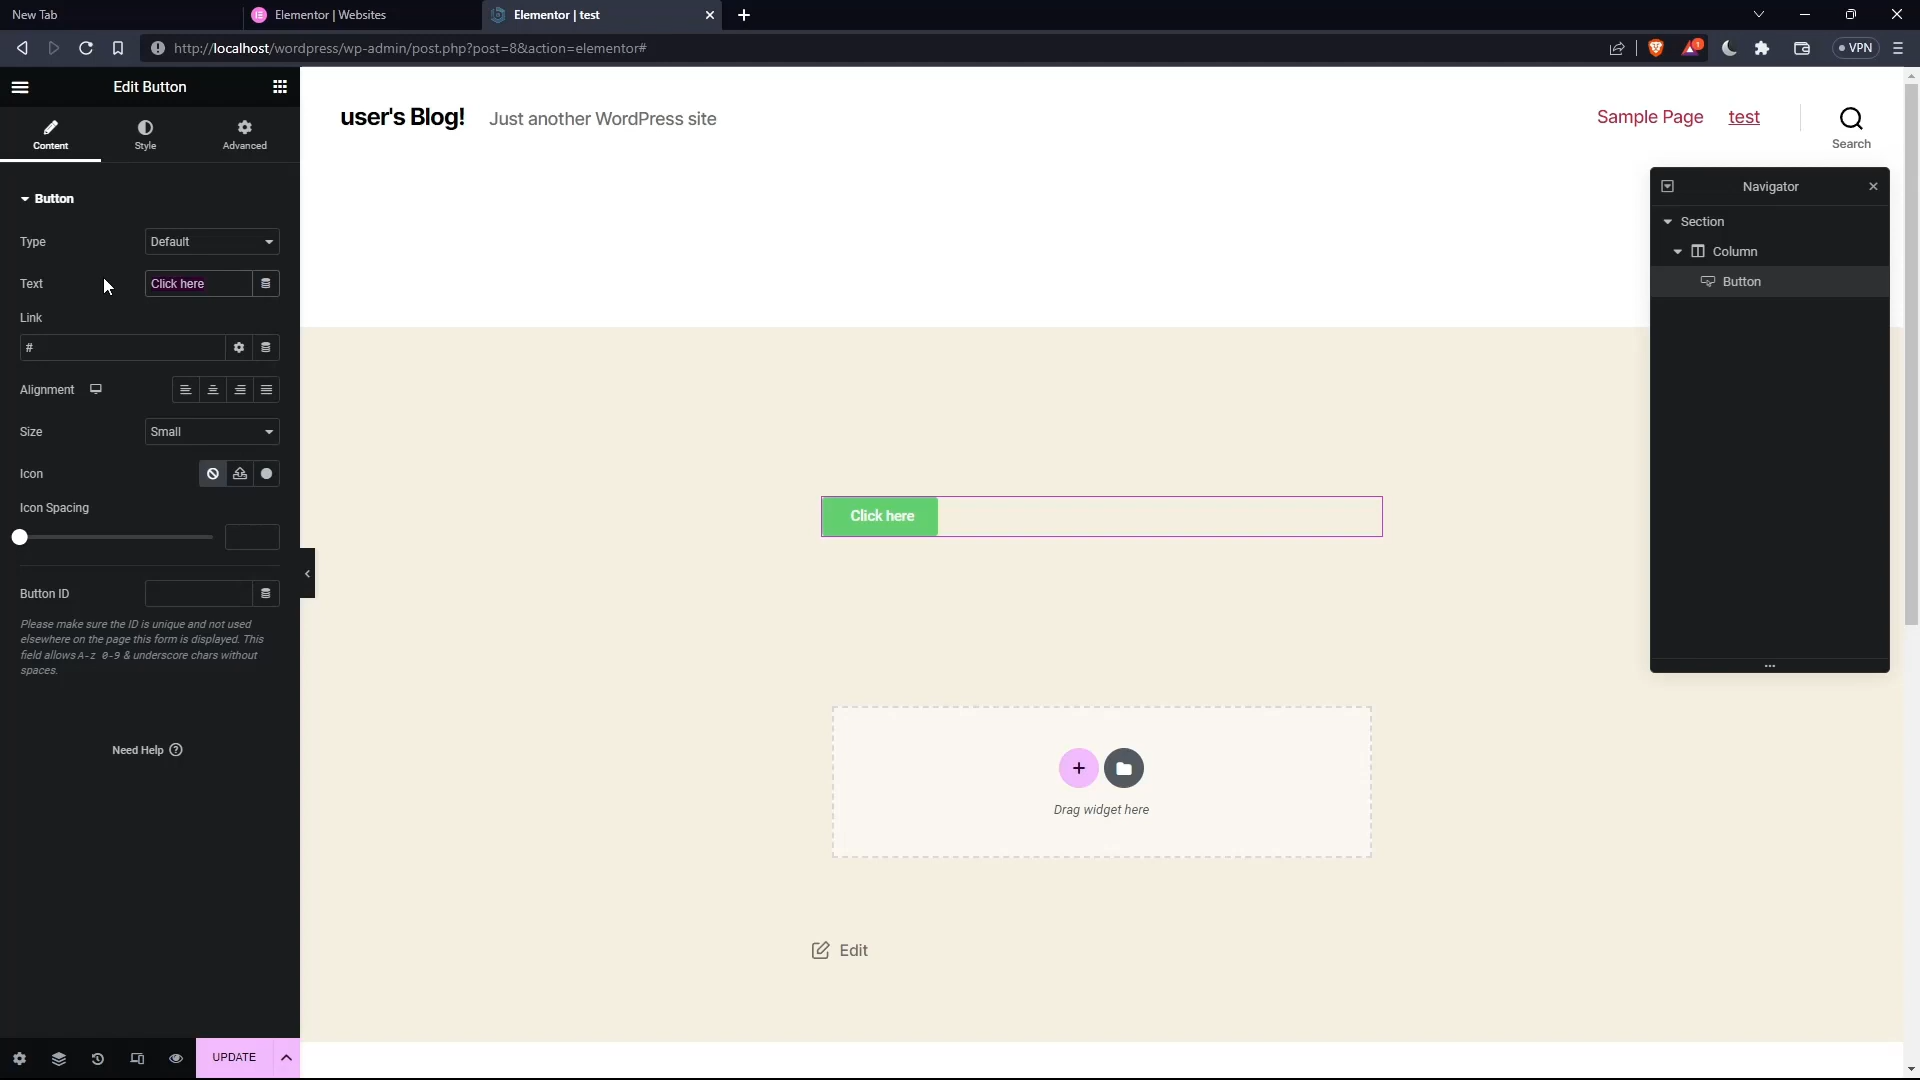 New Tab
Elementor | Websites
Elementor | test
http://localhost/wordpress/wp-admin/post.php?post=8&action=elementor#
1
VPN
Edit Button
Content
Style
Advanced
user's Blog!
Just another WordPress site
Sample Page
test
Search
Button
Type
Default
Text
Click here
Link
#
Alignment
Size
Small
Icon
Icon Spacing
Button ID
Please make sure the ID is unique and not used
elsewhere on the page this form is displayed. This
field allows A-z 0-9 & underscore chars without
spaces.
Need Help
Navigator
Section
Column
Button
Click here
Drag widget here
Edit
UPDATE